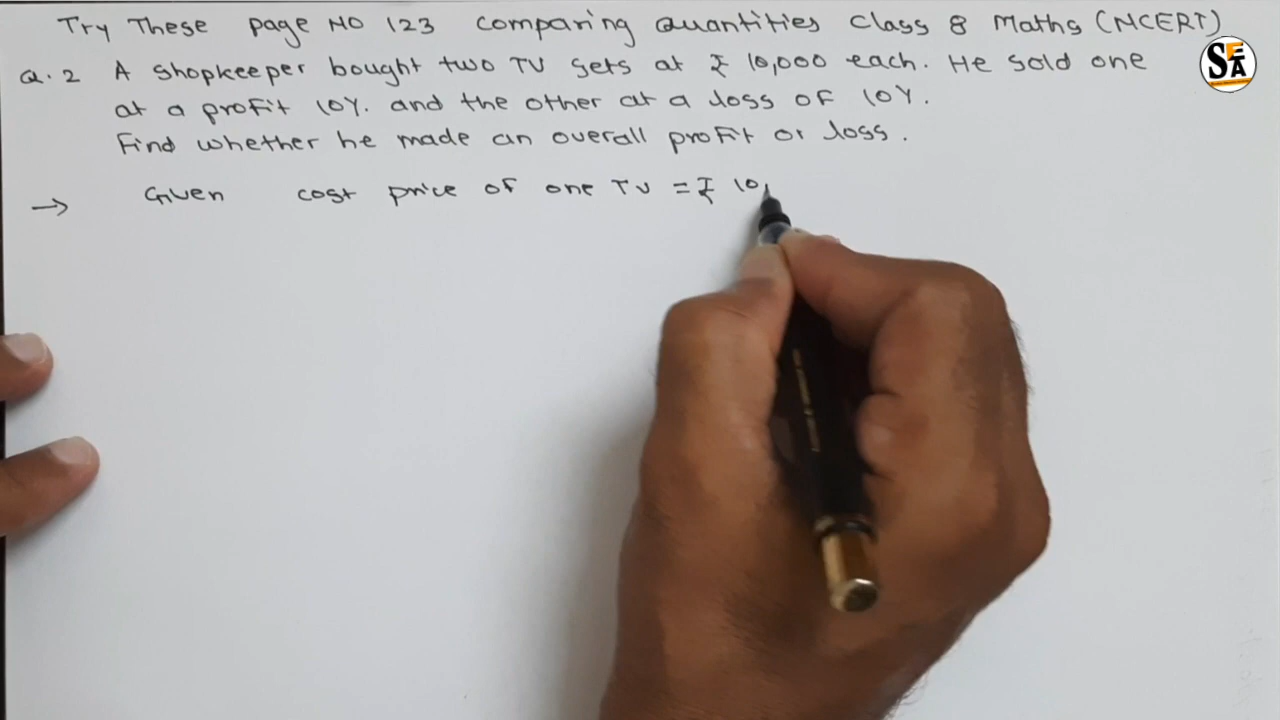 Try These page NO 123 comparing quantities class 8 Maths (NCERT)
Q.2 A shopkeeper bought two TV sets at ₹ 10,000 each. He sold one
at a profit 10%. and the other at a loss of 10%.
Find whether he made an overall profit or loss.
→ Given cost price of one TV = ₹ 10,
SFA